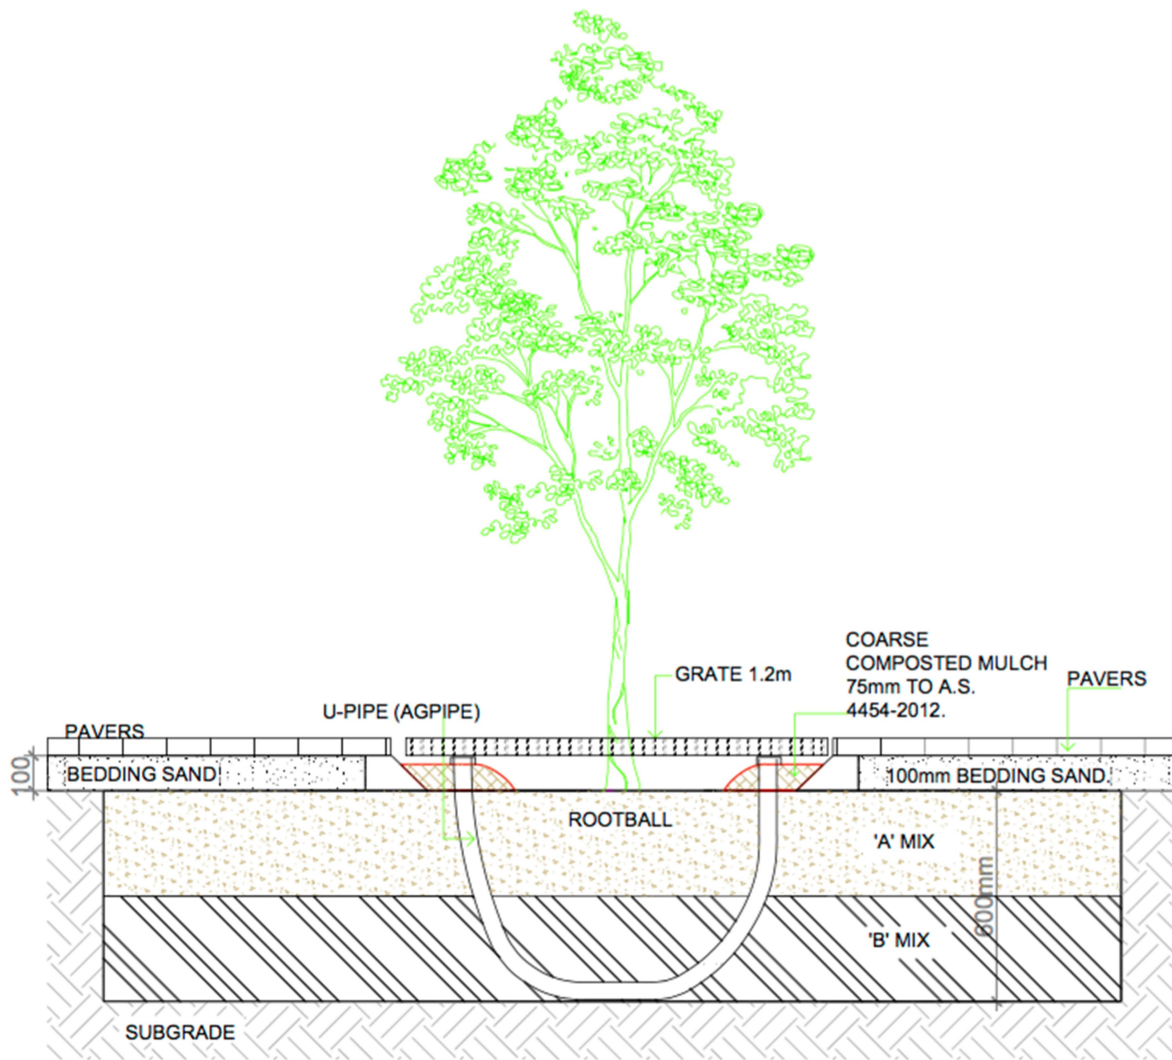 COARSE
COMPOSTED MULCH
75mm TO A.S.
4454-2012.
GRATE 1.2m
PAVERS
U-PIPE (AGPIPE)
PAVERS
100
BEDDING SAND
100mm BEDDING SAND
ROOTBALL
'A' MIX
600mm
'B' MIX
SUBGRADE